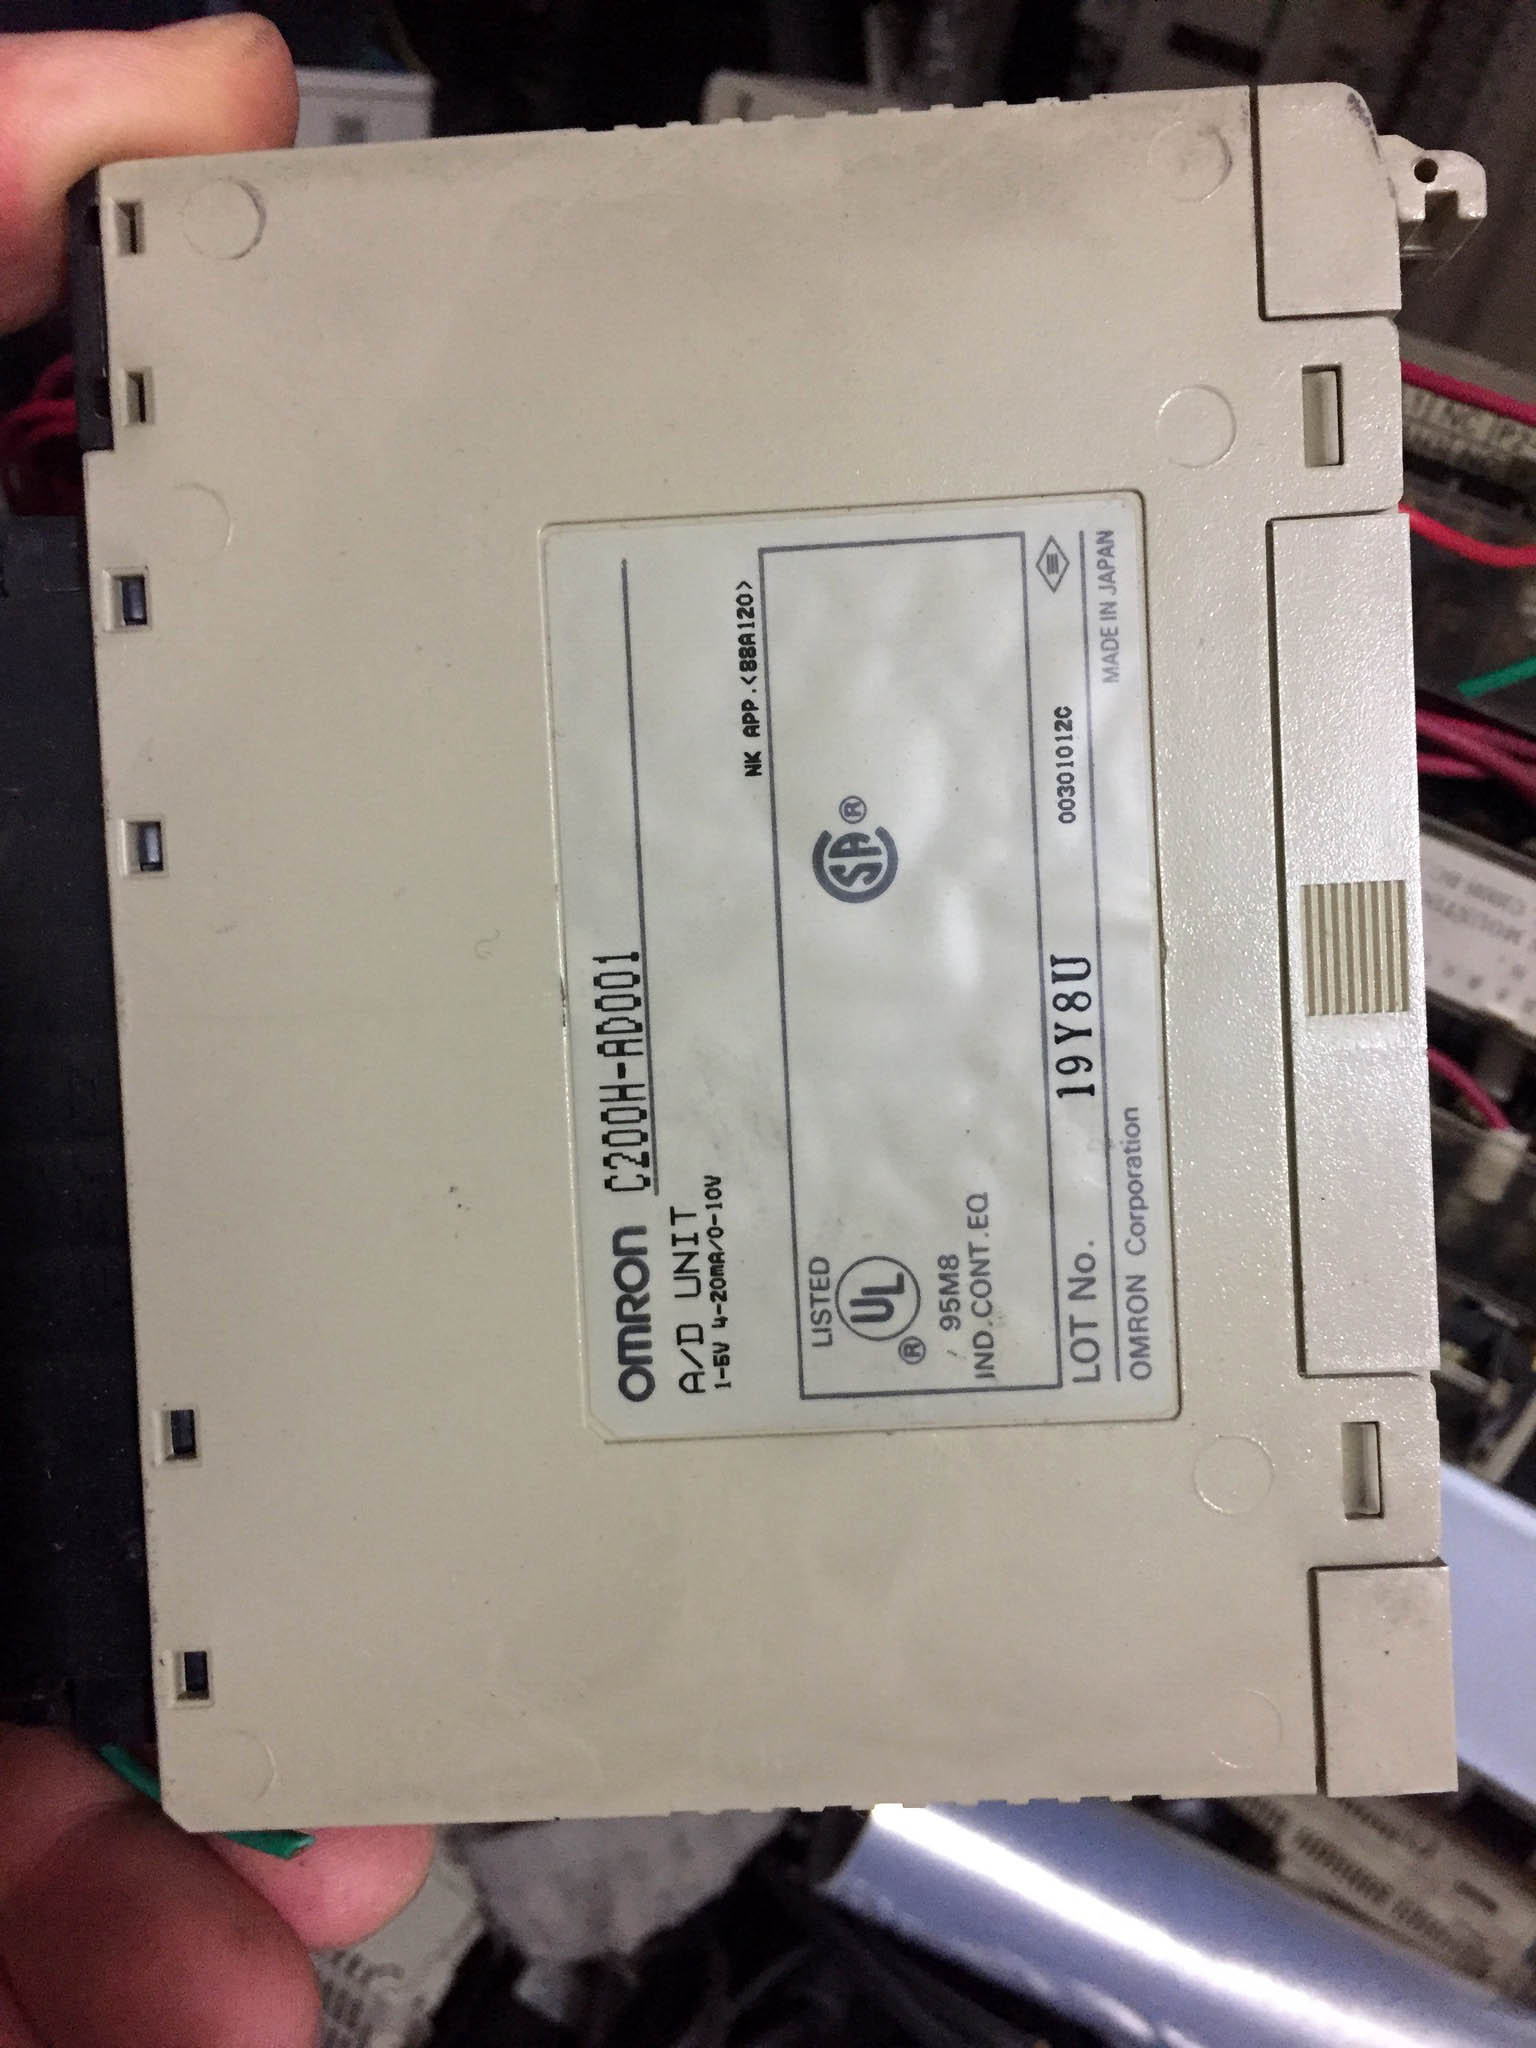 OMRON C200H-AD001
A/D UNIT
1-5V 4-20mA/0-10V
NK APP.<88A120>
LISTED
UL ®
95M8
IND.CONT.EQ
SA ®
LOT No. 19Y8U 00301012C
OMRON Corporation MADE IN JAPAN